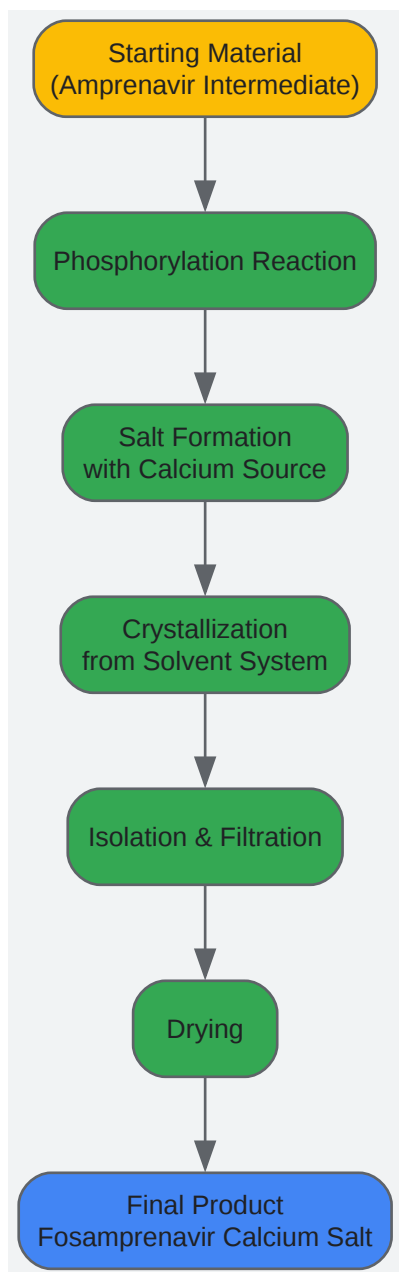 Starting Material
(Amprenavir Intermediate)
Phosphorylation Reaction
Salt Formation
with Calcium Source
Crystallization
from Solvent System
Isolation & Filtration
Drying
Final Product
Fosamprenavir Calcium Salt